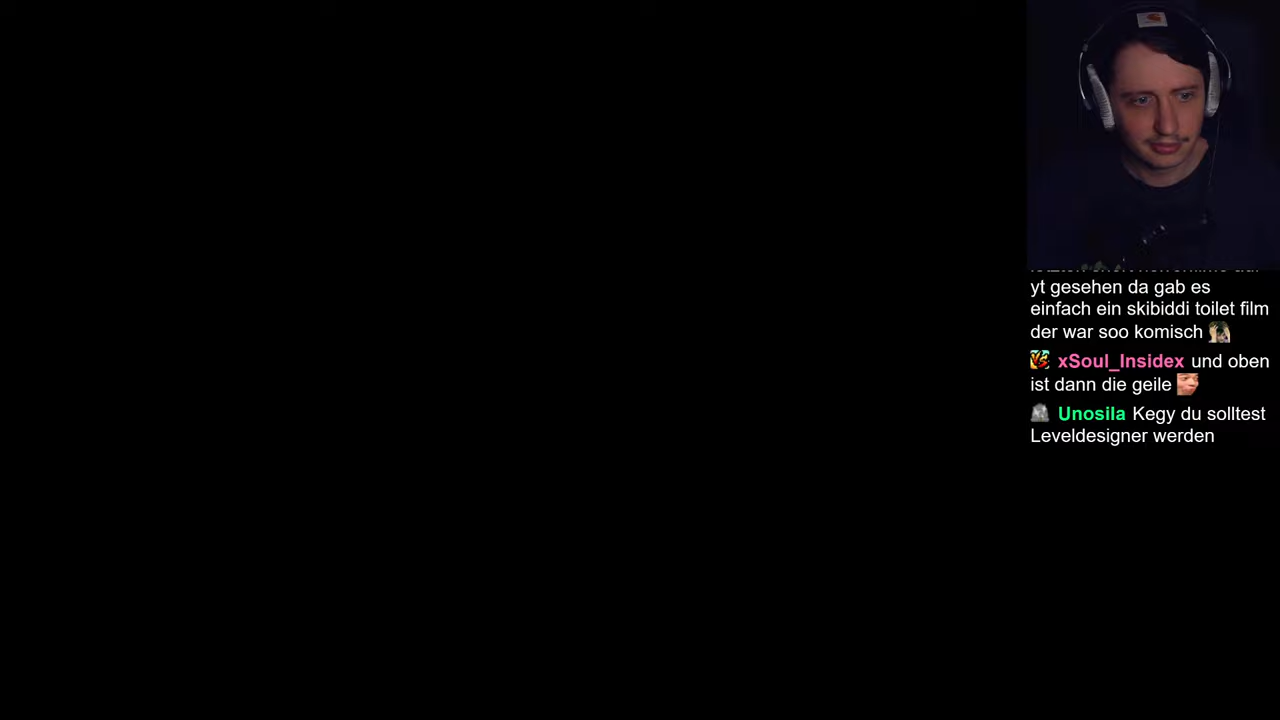 yt gesehen da gab es
einfach ein skibiddi toilet film
der war soo komisch
xSoul_Insidex und oben
ist dann die geile
Unosila Kegy du solltest
Leveldesigner werden